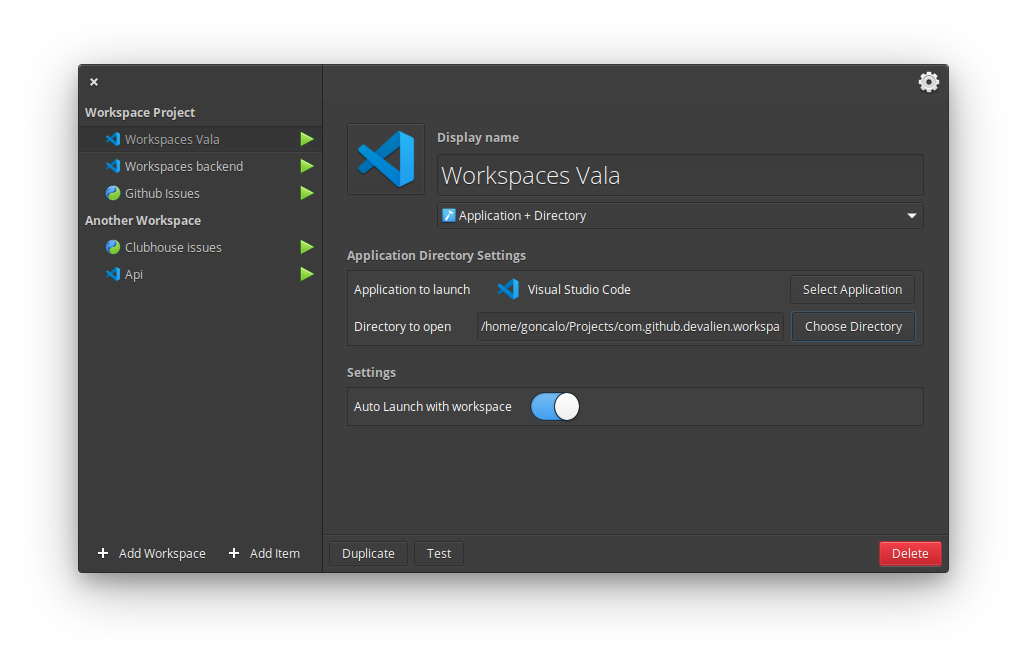 Workspace Project
Workspaces Vala
Workspaces backend
Github Issues
Another Workspace
Clubhouse issues
Api
Add Workspace
Add Item
Display name
Workspaces Vala
Application + Directory
Application Directory Settings
Application to launch
Visual Studio Code
Select Application
Directory to open
/home/goncalo/Projects/com.github.devalien.workspa
Choose Directory
Settings
Auto Launch with workspace
Duplicate
Test
Delete